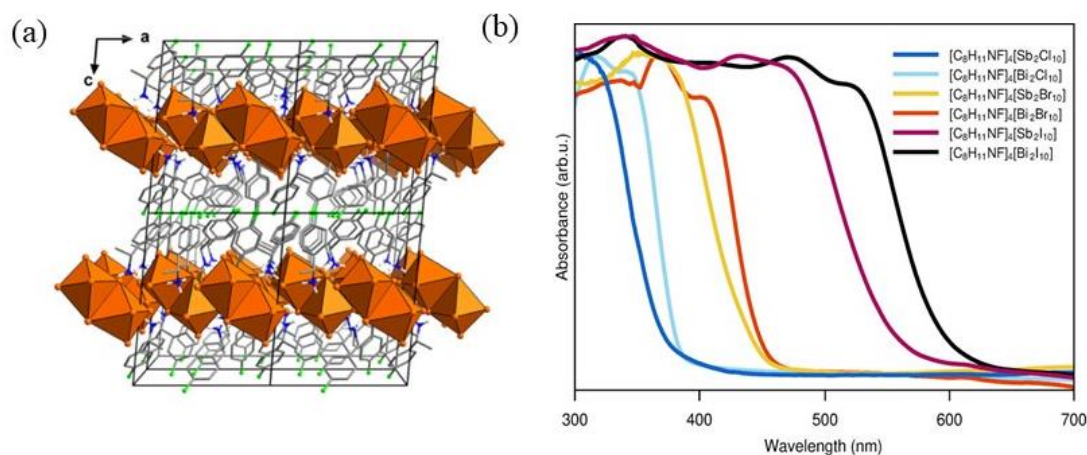 (a)
a
c
(b)
Absorbance (arb.u.)
[C₈H₁₁NF]₄[Sb₂Cl₁₀]
[C₈H₁₁NF]₄[Bi₂Cl₁₀]
[C₈H₁₁NF]₄[Sb₂Br₁₀]
[C₈H₁₁NF]₄[Bi₂Br₁₀]
[C₈H₁₁NF]₄[Sb₂I₁₀]
[C₈H₁₁NF]₄[Bi₂I₁₀]
300 400 500 600 700
Wavelength (nm)